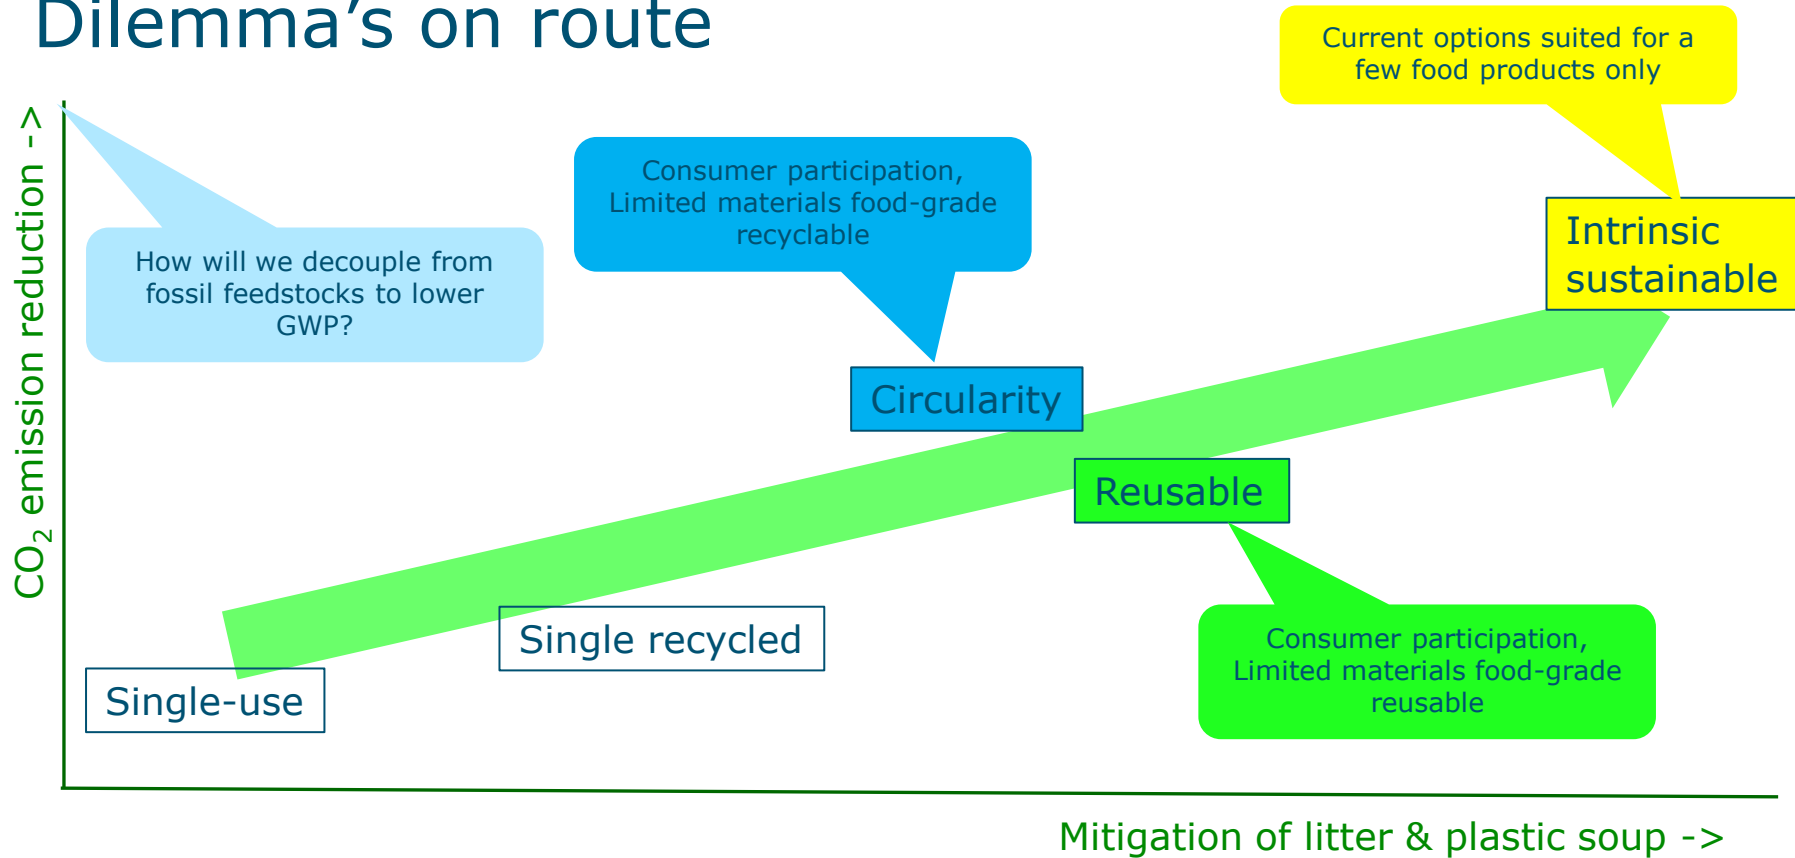 Dilemma's on route
Current options suited for a
few food products only
CO2 emission reduction ->
Consumer participation,
Limited materials food-grade
recyclable
How will we decouple from
fossil feedstocks to lower
GWP?
Intrinsic
sustainable
Circularity
Reusable
Single recycled
Consumer participation,
Limited materials food-grade
reusable
Single-use
Mitigation of litter & plastic soup ->